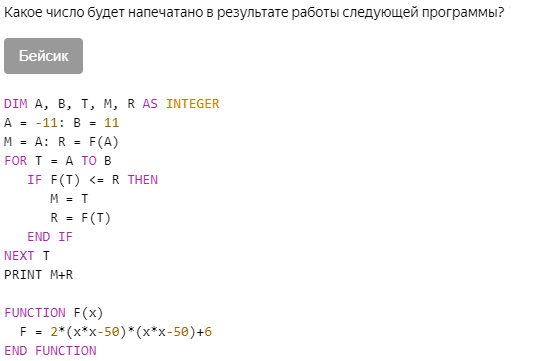 Какое число будет напечатано в результате работы следующей программы?
Бейсик
DIM A, B, T, M, R AS INTEGER
A = -11: B = 11
M = A: R = F(A)
FOR T = A TO B
   IF F(T) <= R THEN
      M = T
      R = F(T)
   END IF
NEXT T
PRINT M+R

FUNCTION F(x)
  F = 2*(x*x-50)*(x*x-50)+6
END FUNCTION